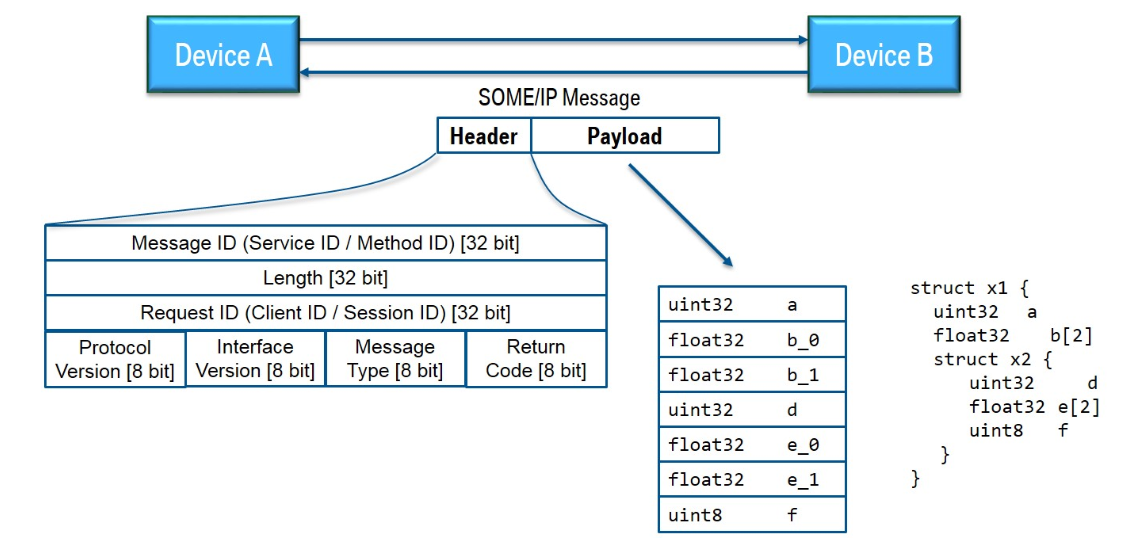 Device A
Device B
SOME/IP Message
Header Payload
Message ID (Service ID / Method ID) [32 bit]
Length [32 bit]
Request ID (Client ID / Session ID) [32 bit]
Protocol
Version [8 bit]
Interface
Version [8 bit]
Message
Type [8 bit]
Return
Code [8 bit]
uint32 a
float32 b_0
float32 b_1
uint32 d
float32 e_0
float32 e_1
uint8 f
struct x1 {
uint32 a
float32 b[2]
struct x2 {
uint32 d
float32 e[2]
uint8 f
}
}